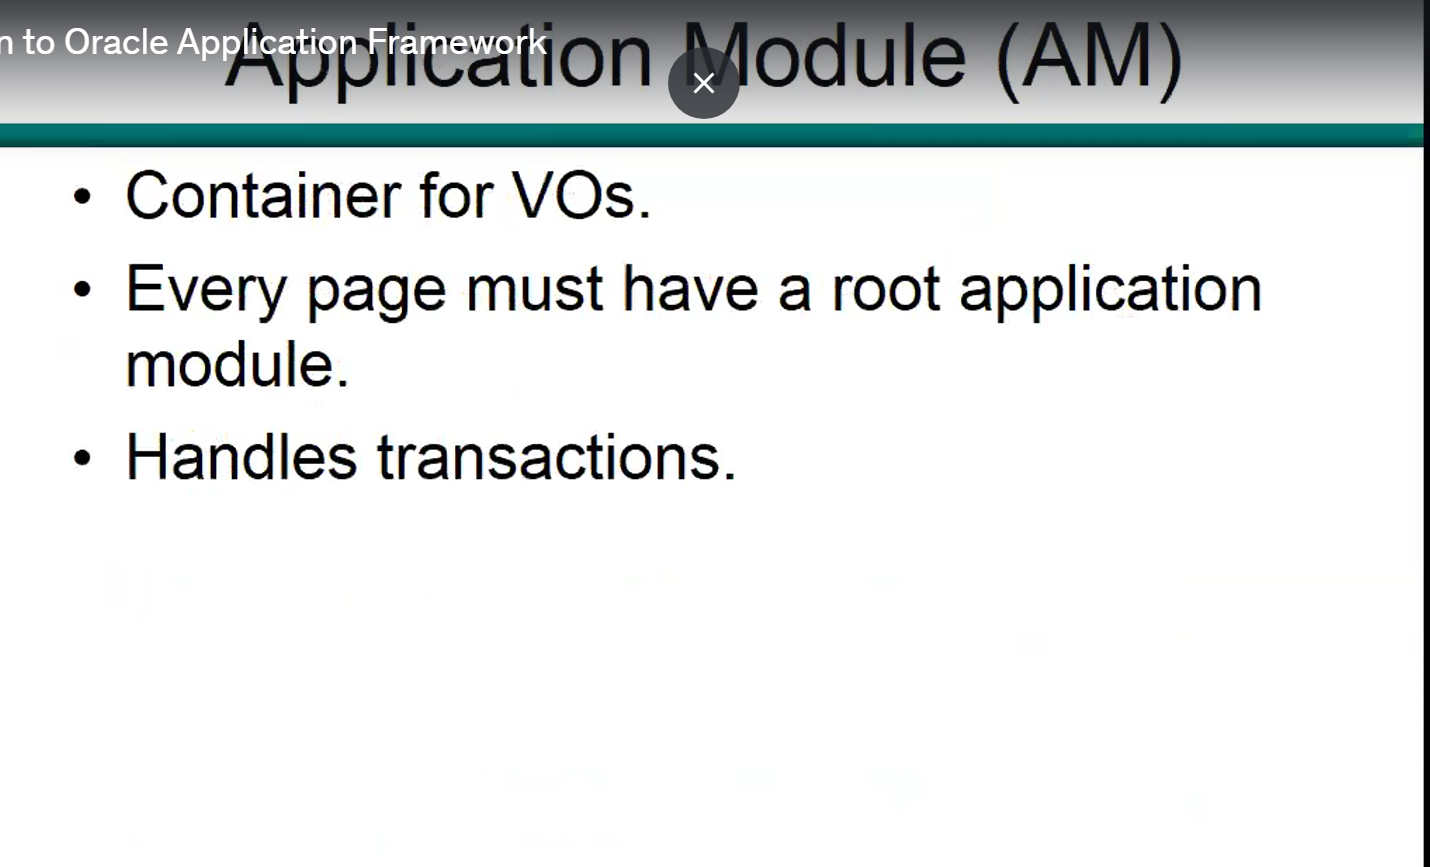 n to Oracle Application Framework
Application Module (AM)
• Container for VOs.
• Every page must have a root application
module.
• Handles transactions.